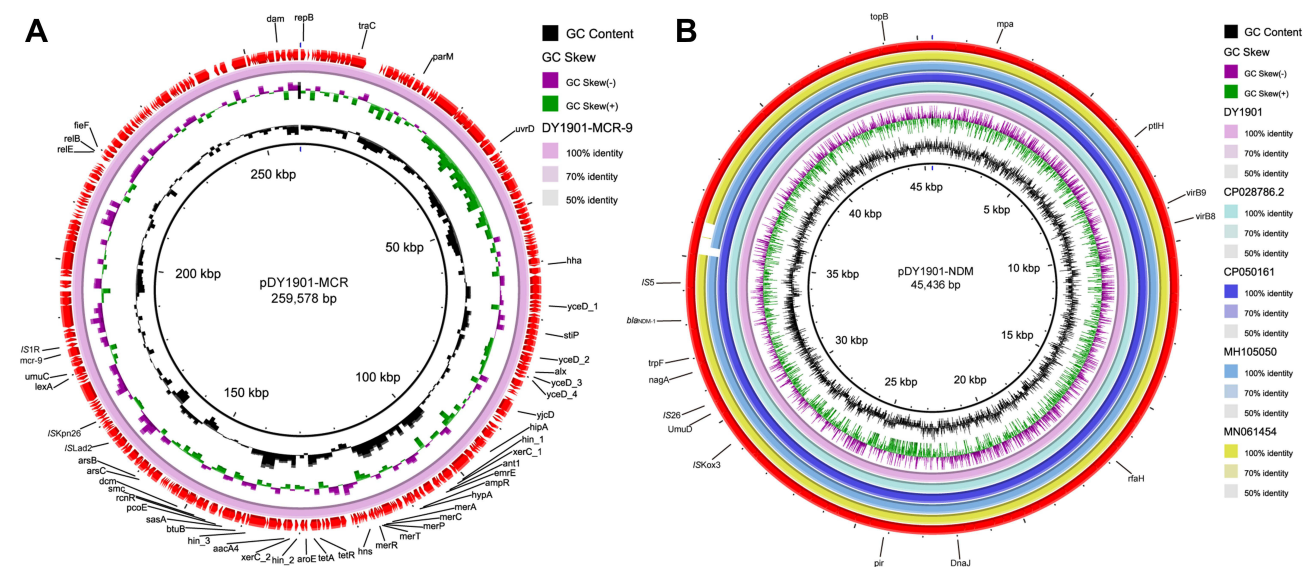 A
dam
repB
traC
parM
uvrD
hha
yceD_1
stiP
yceD_2
alx
yceD_3
yceD_4
yjcD
hipA
hin_1
xerC_1
ant1
emrE
ampR
hypA
merA
merC
merP
merT
merR
hns
tetR
tetA
aroE
hin_2
xerC_2
aacA4
hin_3
btuB
sasA
pcoE
rcnR
smc
dcm
arsC
arsB
ISLad2
ISKpn26
lexA
umuC
mcr-9
IS1R
relE
relB
fieF
250 kbp
50 kbp
100 kbp
150 kbp
200 kbp
pDY1901-MCR
259,578 bp
GC Content
GC Skew
GC Skew(-)
GC Skew(+)
DY1901-MCR-9
100% identity
70% identity
50% identity
B
topB
mpa
ptlH
virB9
virB8
rfaH
DnaJ
pir
ISKox3
UmuD
IS26
nagA
trpF
blaNDM-1
IS5
45 kbp
5 kbp
10 kbp
15 kbp
20 kbp
25 kbp
30 kbp
35 kbp
40 kbp
pDY1901-NDM
45,436 bp
GC Content
GC Skew
GC Skew(-)
GC Skew(+)
DY1901
100% identity
70% identity
50% identity
CP028786.2
100% identity
70% identity
50% identity
CP050161
100% identity
70% identity
50% identity
MH105050
100% identity
70% identity
50% identity
MN061454
100% identity
70% identity
50% identity